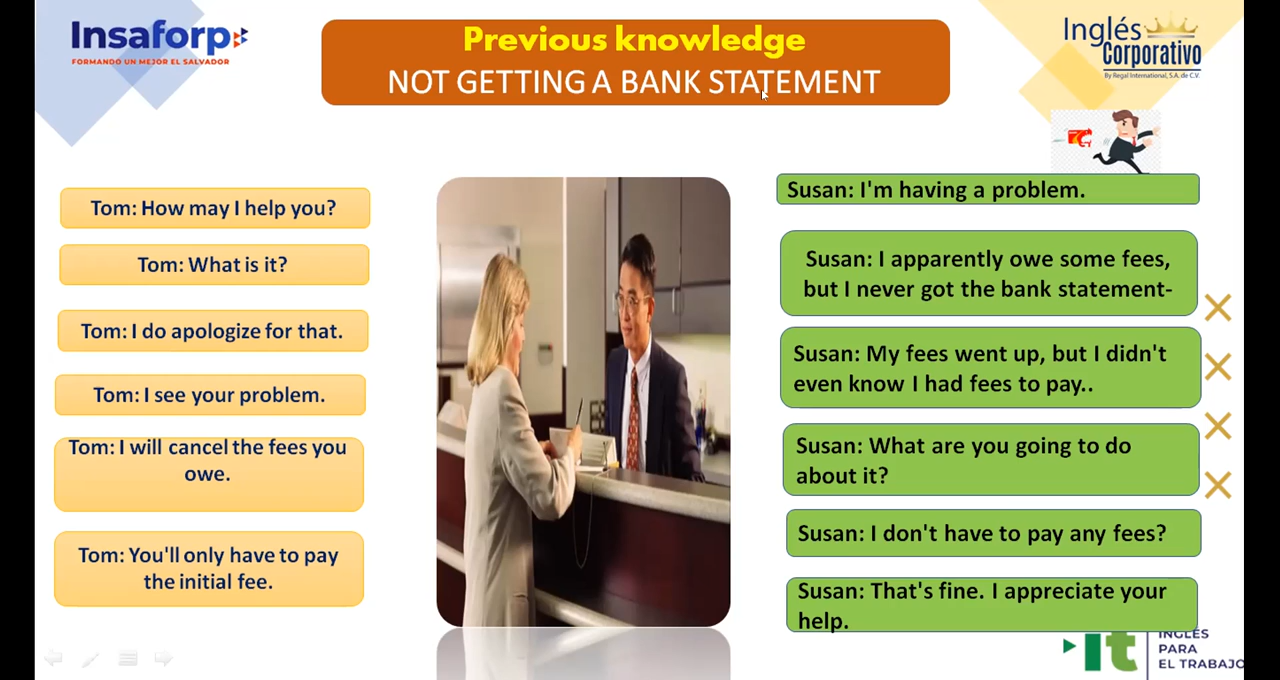 Insaforp
FORMANDO UN MEJOR EL SALVADOR
Previous knowledge
NOT GETTING A BANK STATEMENT
Inglés
Corporativo
By Regal International, S.A. de C.V.
Tom: How may I help you?
Susan: I'm having a problem.
Tom: What is it?
Susan: I apparently owe some fees,
but I never got the bank statement-
Tom: I do apologize for that.
Susan: My fees went up, but I didn't
even know I had fees to pay..
Tom: I see your problem.
Susan: What are you going to do
about it?
Tom: I will cancel the fees you
owe.
Susan: I don't have to pay any fees?
Tom: You'll only have to pay
the initial fee.
Susan: That's fine. I appreciate your
help.
it
INGLÉS
PARA
EL TRABAJO